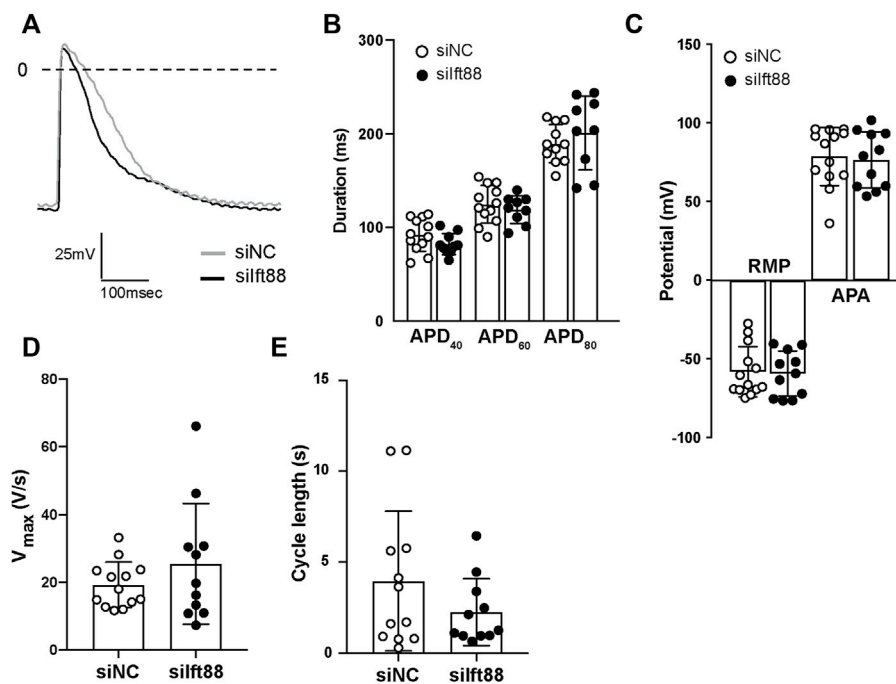 A
0
25mV
100msec
siNC
siIft88
B
siNC
siIft88
Duration (ms)
300
200
100
0
APD40 APD60 APD80
C
siNC
siIft88
Potential (mV)
150
100
50
0
-50
-100
RMP
APA
D
Vmax (V/s)
80
60
40
20
0
siNC siIft88
E
Cycle length (s)
15
10
5
0
siNC siIft88